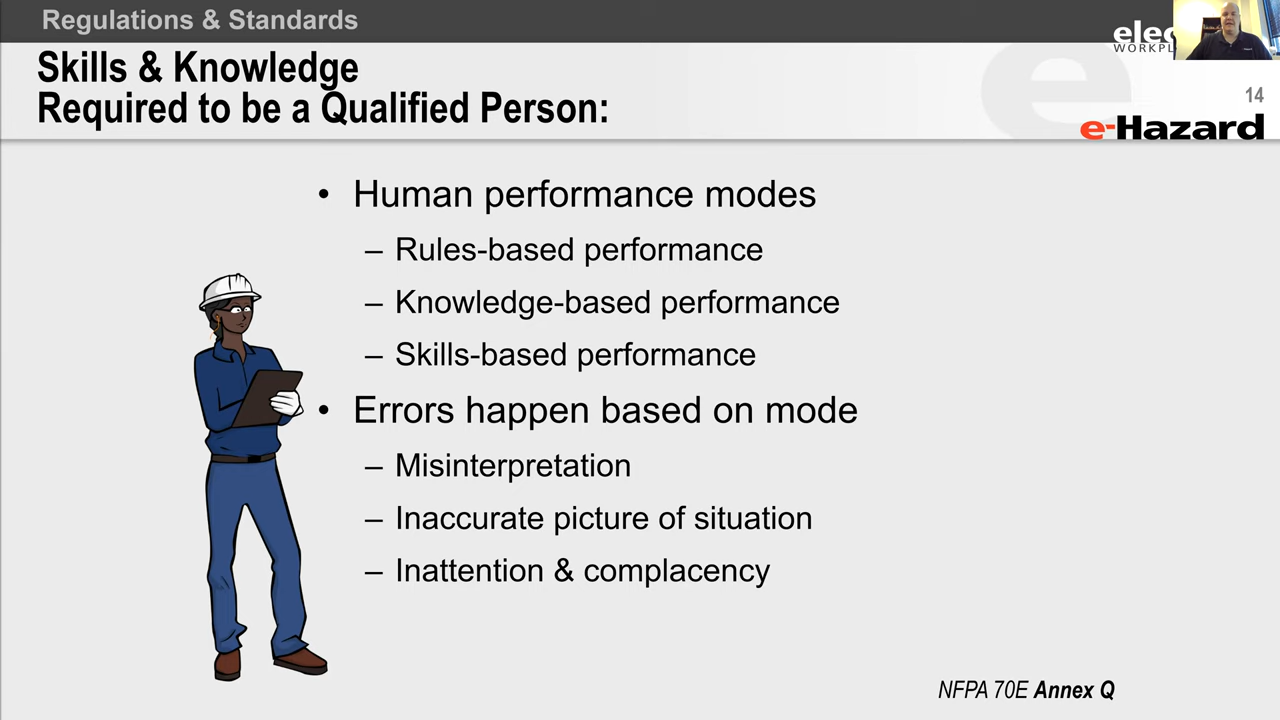 Regulations & Standards
Skills & Knowledge
Required to be a Qualified Person:
14
e-Hazard
• Human performance modes
– Rules-based performance
– Knowledge-based performance
– Skills-based performance
• Errors happen based on mode
– Misinterpretation
– Inaccurate picture of situation
– Inattention & complacency
NFPA 70E Annex Q